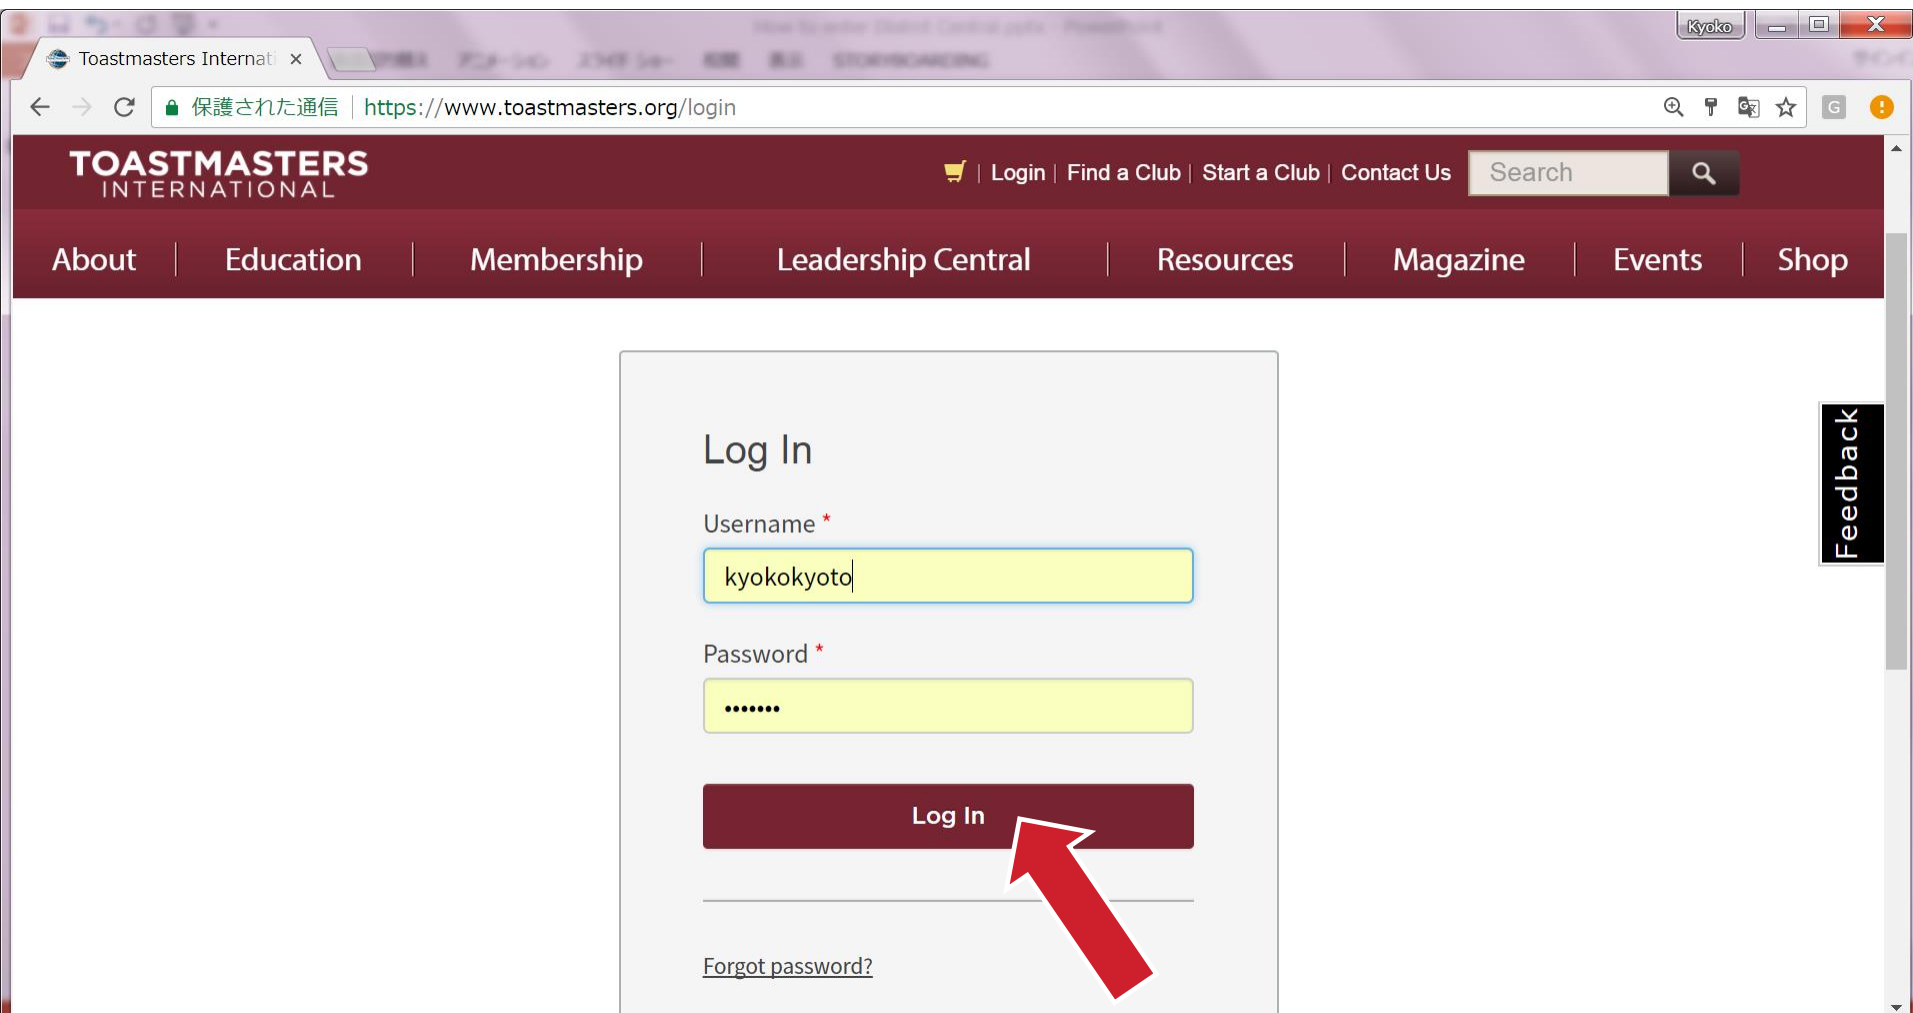 Kyoko
Toastmasters Internati
保護された通信 https://www.toastmasters.org/login
TOASTMASTERS
INTERNATIONAL
Login | Find a Club | Start a Club | Contact Us
Search
About
Education
Membership
Leadership Central
Resources
Magazine
Events
Shop
Feedback
Log In
Username *
kyokokyoto
Password *
•••••••
Log In
Forgot password?